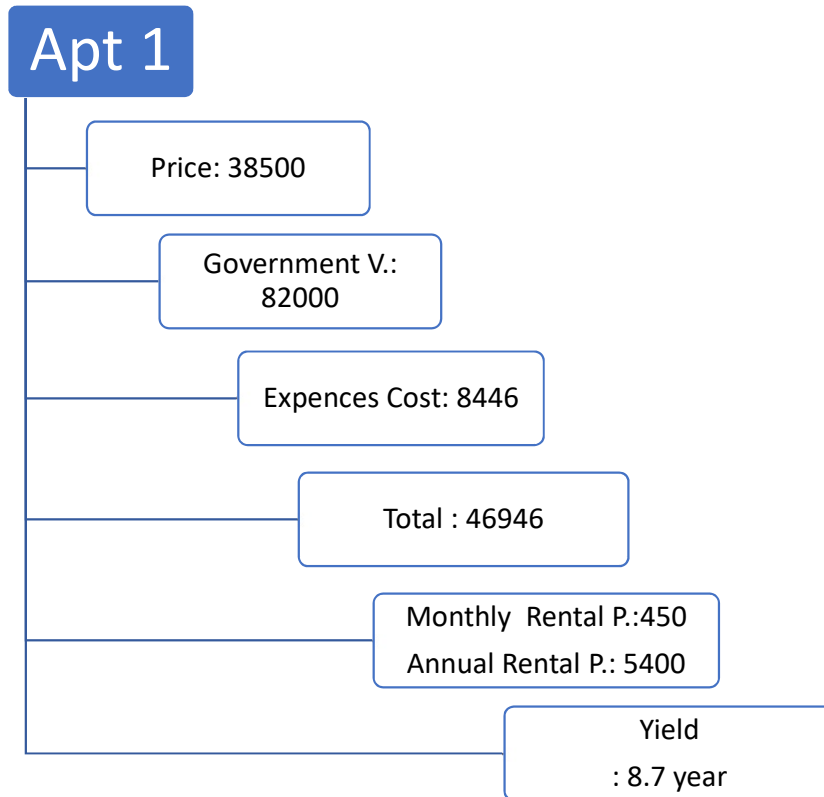 Apt 1
Price: 38500
Government V.:
82000
Expences Cost: 8446
Total : 46946
Monthly  Rental P.:450
Annual Rental P.: 5400
Yield
: 8.7 year